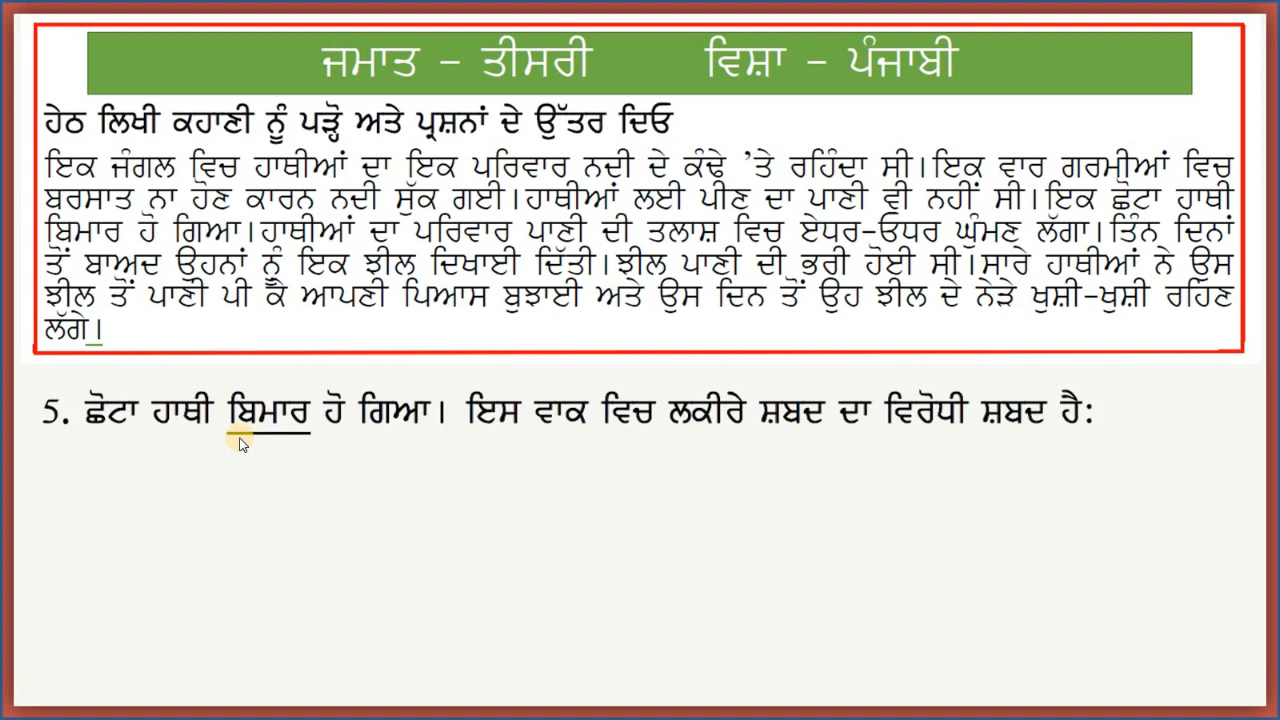 ਜਮਾਤ – ਤੀਸਰੀ ਵਿਸ਼ਾ – ਪੰਜਾਬੀ
ਹੇਠ ਲਿਖੀ ਕਹਾਣੀ ਨੂੰ ਪੜ੍ਹੋ ਅਤੇ ਪ੍ਰਸ਼ਨਾਂ ਦੇ ਉੱਤਰ ਦਿਓ
ਇਕ ਜੰਗਲ ਵਿਚ ਹਾਥੀਆਂ ਦਾ ਇਕ ਪਰਿਵਾਰ ਨਦੀ ਦੇ ਕੰਢੇ ’ਤੇ ਰਹਿੰਦਾ ਸੀ।ਇਕ ਵਾਰ ਗਰਮੀਆਂ ਵਿਚ
ਬਰਸਾਤ ਨਾ ਹੋਣ ਕਾਰਨ ਨਦੀ ਸੁੱਕ ਗਈ।ਹਾਥੀਆਂ ਲਈ ਪੀਣ ਦਾ ਪਾਣੀ ਵੀ ਨਹੀਂ ਸੀ।ਇਕ ਛੋਟਾ ਹਾਥੀ
ਬਿਮਾਰ ਹੋ ਗਿਆ।ਹਾਥੀਆਂ ਦਾ ਪਰਿਵਾਰ ਪਾਣੀ ਦੀ ਤਲਾਸ਼ ਵਿਚ ਏਧਰ-ਓਧਰ ਘੁੰਮਣ ਲੱਗਾ।ਤਿੰਨ ਦਿਨਾਂ
ਤੋਂ ਬਾਅਦ ਉਹਨਾਂ ਨੂੰ ਇਕ ਝੀਲ ਦਿਖਾਈ ਦਿੱਤੀ।ਝੀਲ ਪਾਣੀ ਦੀ ਭਰੀ ਹੋਈ ਸੀ।ਸਾਰੇ ਹਾਥੀਆਂ ਨੇ ਉਸ
ਝੀਲ ਤੋਂ ਪਾਣੀ ਪੀ ਕੇ ਆਪਣੀ ਪਿਆਸ ਬੁਝਾਈ ਅਤੇ ਉਸ ਦਿਨ ਤੋਂ ਉਹ ਝੀਲ ਦੇ ਨੇੜੇ ਖੁਸ਼ੀ-ਖੁਸ਼ੀ ਰਹਿਣ
ਲੱਗੇ।
5. ਛੋਟਾ ਹਾਥੀ ਬਿਮਾਰ ਹੋ ਗਿਆ। ਇਸ ਵਾਕ ਵਿਚ ਲਕੀਰੇ ਸ਼ਬਦ ਦਾ ਵਿਰੋਧੀ ਸ਼ਬਦ ਹੈ: